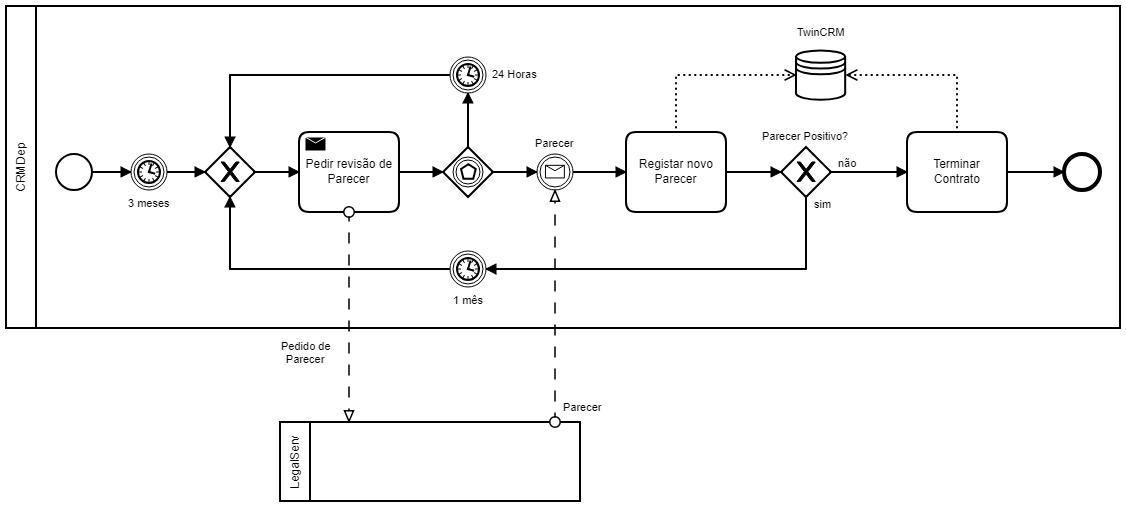 CRMDep
3 meses
Pedir revisão de
Parecer
24 Horas
Parecer
1 mês
Registar novo
Parecer
TwinCRM
Parecer Positivo?
não
sim
Terminar
Contrato
Pedido de
Parecer
Parecer
LegalServ